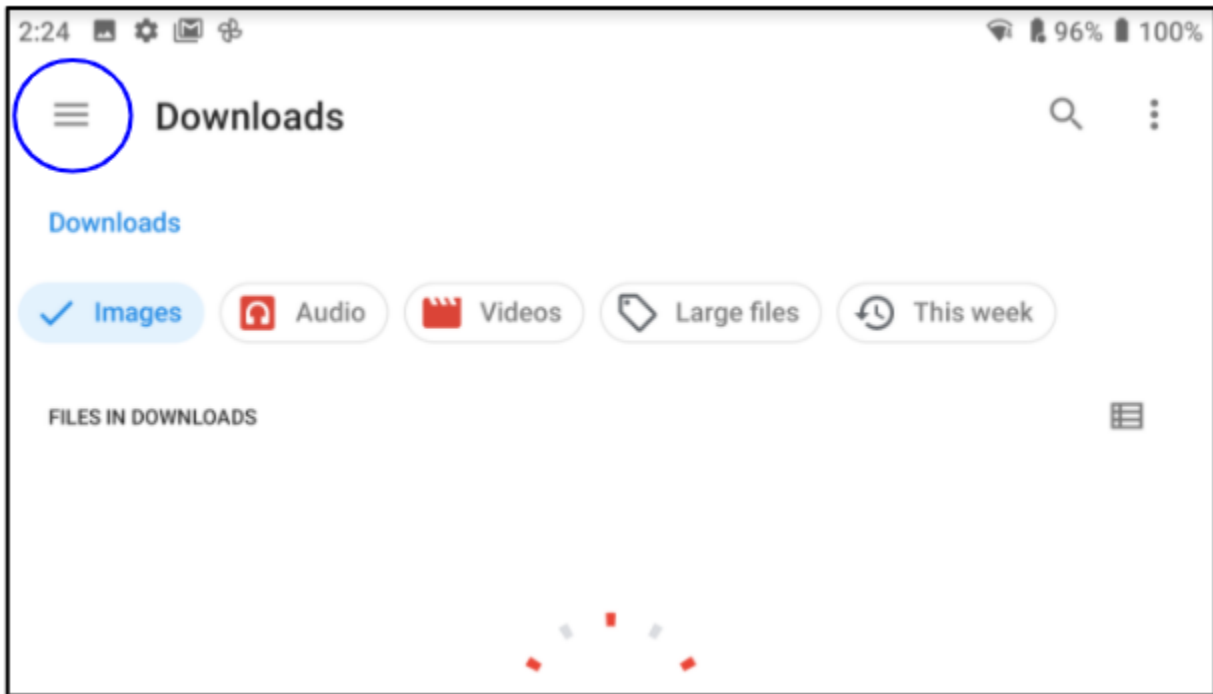 2:24 96% 100%
Downloads
Downloads
Images Audio Videos Large files This week
FILES IN DOWNLOADS